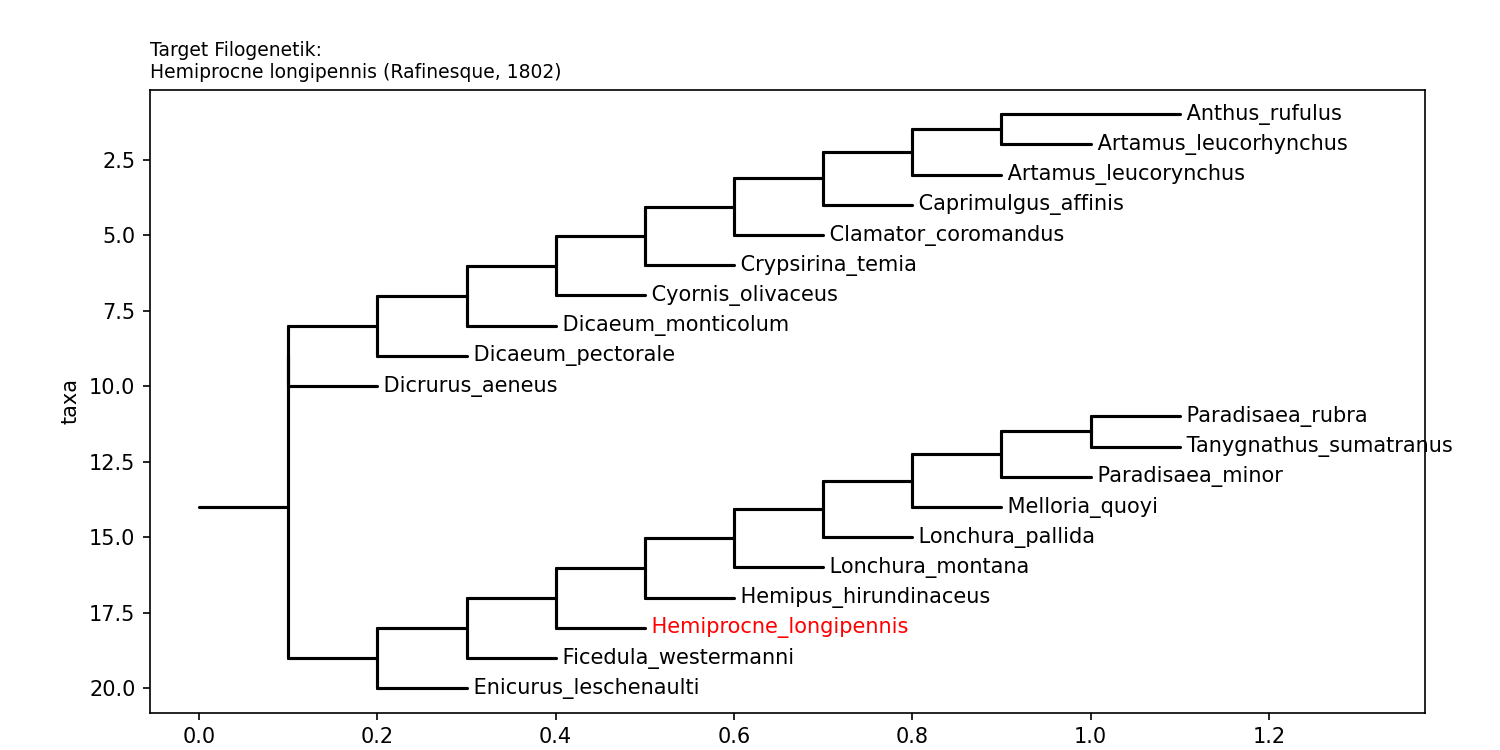 Target Filogenetik:
Hemiprocne longipennis (Rafinesque, 1802)
Anthus_rufulus
Artamus_leucorhynchus
2.5
Artamus_leucorynchus
Caprimulgus_affinis
5.0
Clamator_coromandus
Crypsirina_temia
7.5
Cyornis_olivaceus
Dicaeum_monticolum
Dicaeum_pectorale
taxa
10.0
Dicrurus_aeneus
Paradisaea_rubra
12.5
Tanygnathus_sumatranus
Paradisaea_minor
Melloria_quoyi
15.0
Lonchura_pallida
Lonchura_montana
Hemipus_hirundinaceus
17.5
Hemiprocne_longipennis
Ficedula_westermanni
20.0
Enicurus_leschenaulti
0.0 0.2 0.4 0.6 0.8 1.0 1.2